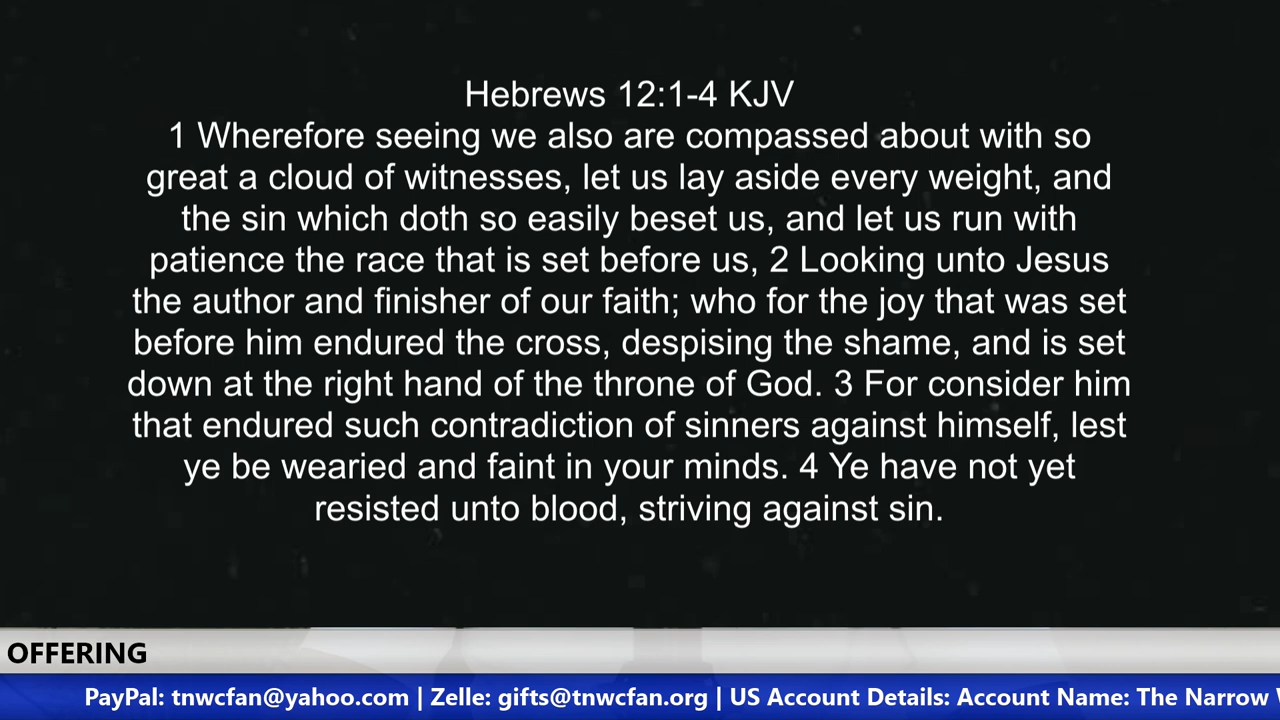 Hebrews 12:1-4 KJV
1 Wherefore seeing we also are compassed about with so
great a cloud of witnesses, let us lay aside every weight, and
the sin which doth so easily beset us, and let us run with
patience the race that is set before us, 2 Looking unto Jesus
the author and finisher of our faith; who for the joy that was set
before him endured the cross, despising the shame, and is set
down at the right hand of the throne of God. 3 For consider him
that endured such contradiction of sinners against himself, lest
ye be wearied and faint in your minds. 4 Ye have not yet
resisted unto blood, striving against sin.
OFFERING
PayPal: tnwcfan@yahoo.com | Zelle: gifts@tnwcfan.org | US Account Details: Account Name: The Narrow